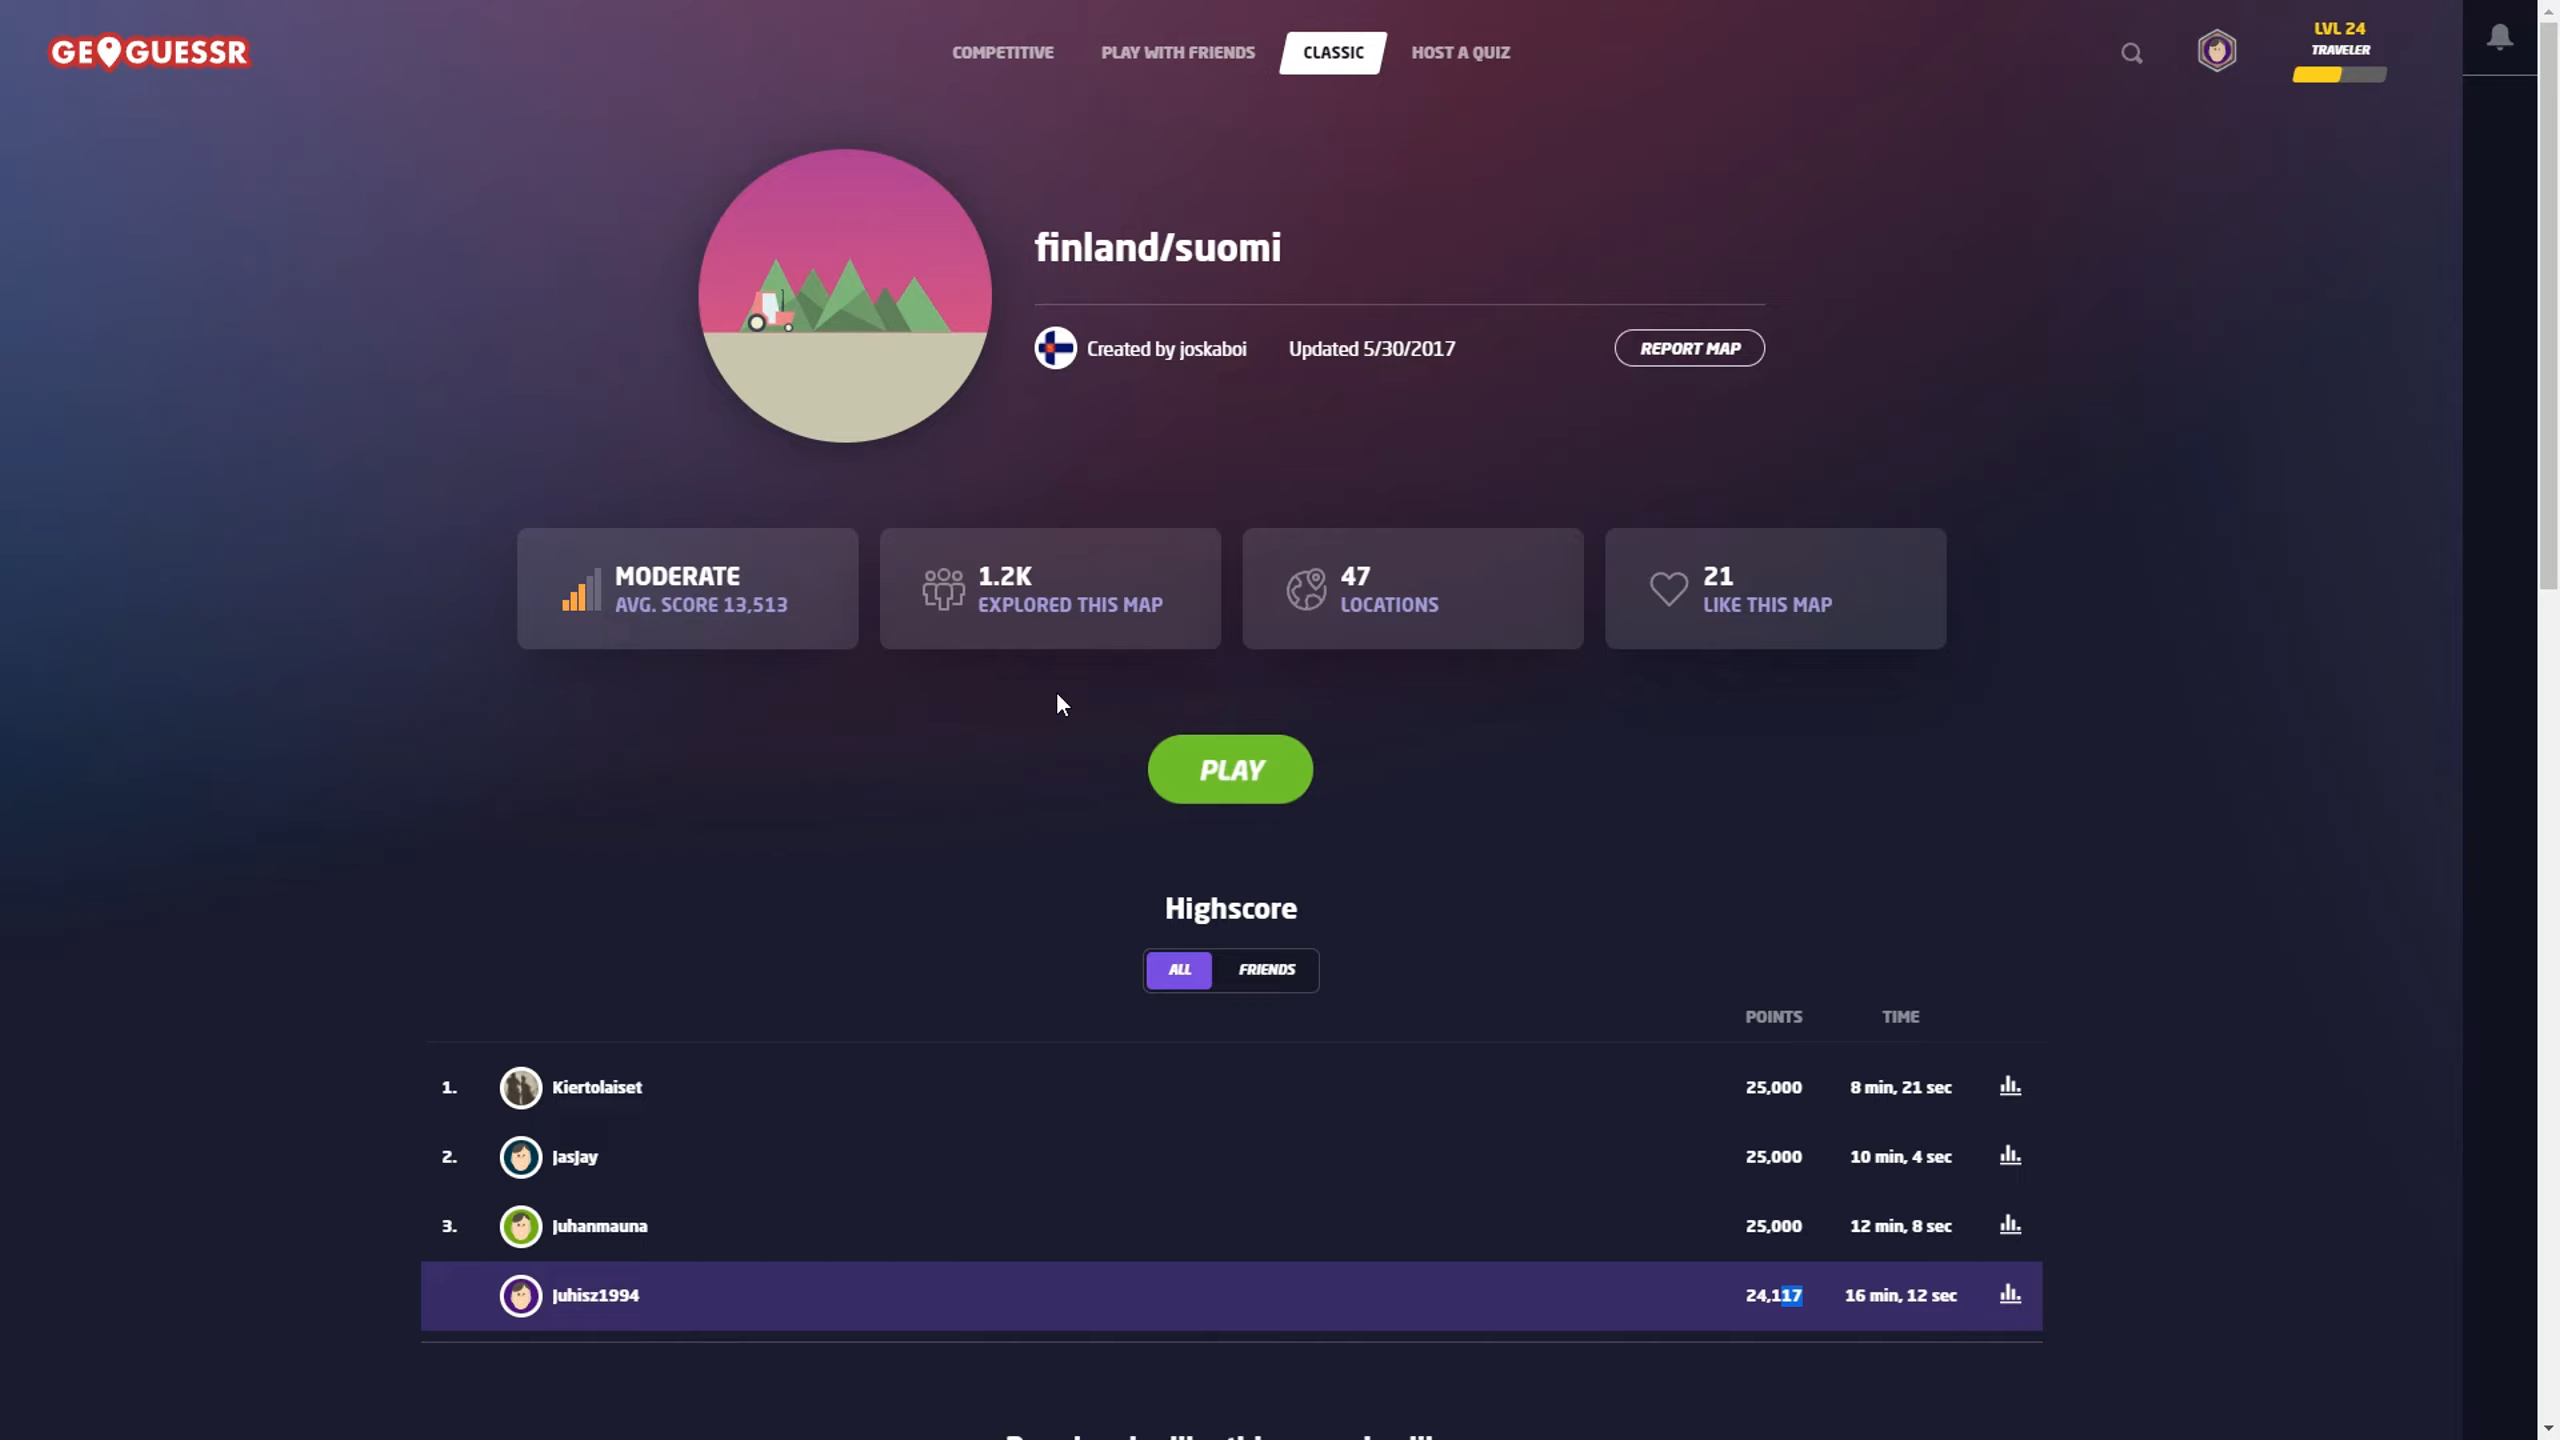 GEOGUESSR
COMPETITIVE PLAY WITH FRIENDS CLASSIC HOST A QUIZ
LVL 24
TRAVELER
finland/suomi
Created by joskaboi Updated 5/30/2017 REPORT MAP
MODERATE
AVG. SCORE 13,513
1.2K
EXPLORED THIS MAP
47
LOCATIONS
21
LIKE THIS MAP
PLAY
Highscore
ALL FRIENDS
POINTS TIME
1. Kiertolaiset 25,000 8 min, 21 sec
2. JasJay 25,000 10 min, 4 sec
3. Juhanmauna 25,000 12 min, 8 sec
Juhisz1994 24,117 16 min, 12 sec